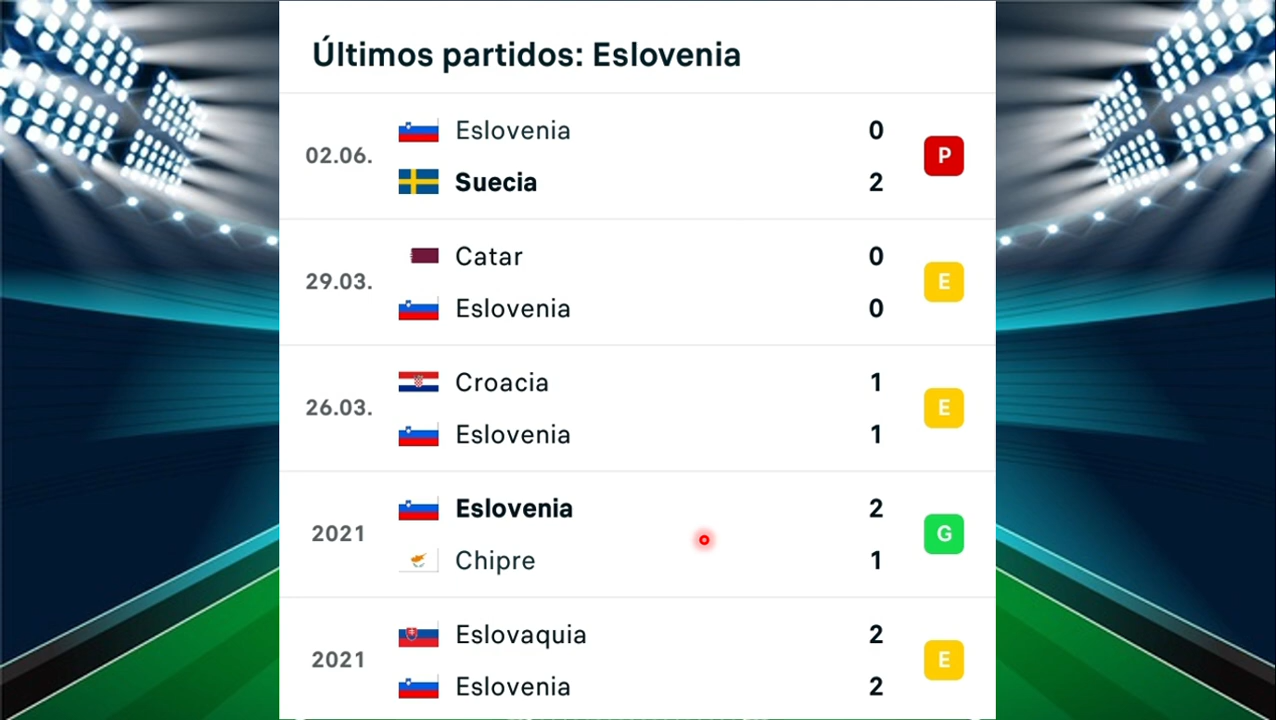 Últimos partidos: Eslovenia
02.06.
Eslovenia 0
Suecia 2
P
29.03.
Catar 0
Eslovenia 0
E
26.03.
Croacia 1
Eslovenia 1
E
2021
Eslovenia 2
Chipre 1
G
2021
Eslovaquia 2
Eslovenia 2
E